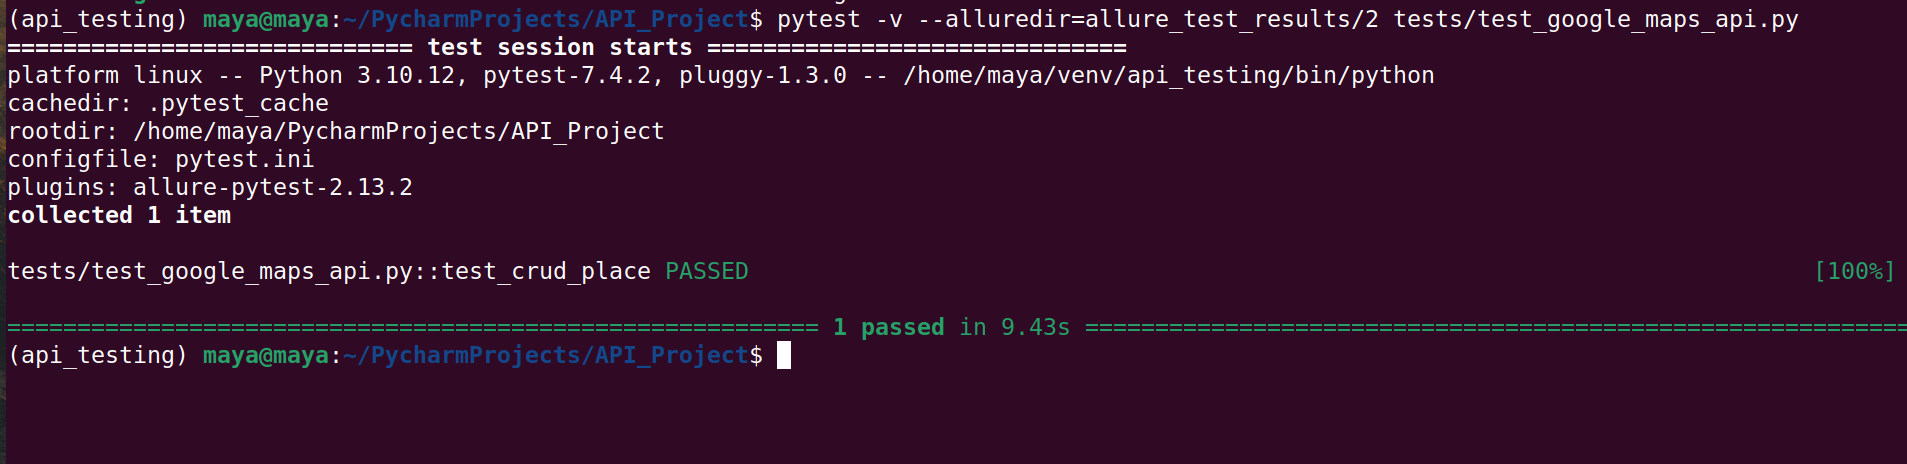 (api_testing) maya@maya:~/PycharmProjects/API_Project$ pytest -v --alluredir=allure_test_results/2 tests/test_google_maps_api.py
============================= test session starts ==============================
platform linux -- Python 3.10.12, pytest-7.4.2, pluggy-1.3.0 -- /home/maya/venv/api_testing/bin/python
cachedir: .pytest_cache
rootdir: /home/maya/PycharmProjects/API_Project
configfile: pytest.ini
plugins: allure-pytest-2.13.2
collected 1 item
tests/test_google_maps_api.py::test_crud_place PASSED [100%]
========================================================== 1 passed in 9.43s ===========================================================
(api_testing) maya@maya:~/PycharmProjects/API_Project$